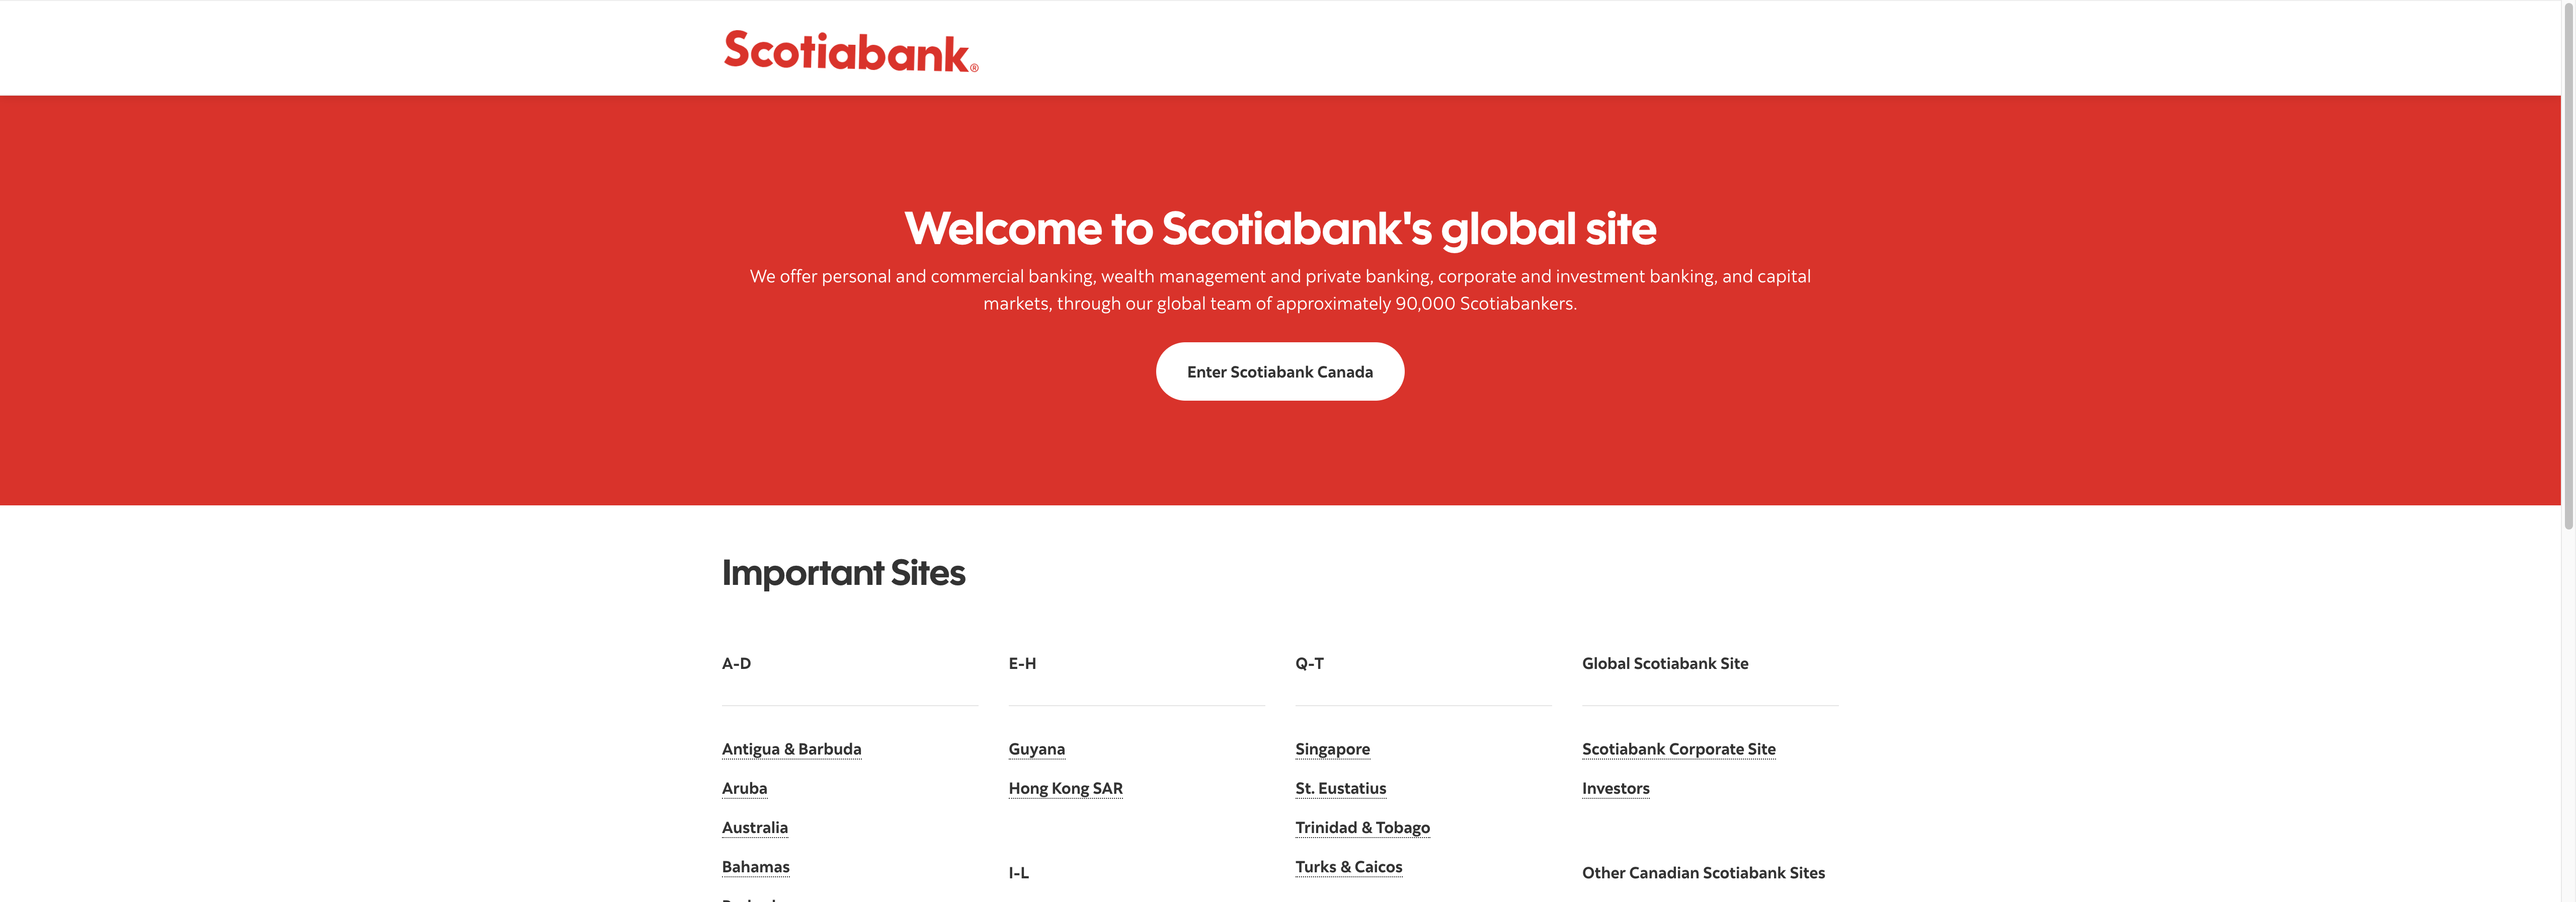 Scotiabank®
Welcome to Scotiabank's global site
We offer personal and commercial banking, wealth management and private banking, corporate and investment banking, and capital
markets, through our global team of approximately 90,000 Scotiabankers.
Enter Scotiabank Canada
Important Sites
A-D
Antigua & Barbuda
Aruba
Australia
Bahamas
E-H
Guyana
Hong Kong SAR
I-L
Q-T
Singapore
St. Eustatius
Trinidad & Tobago
Turks & Caicos
Global Scotiabank Site
Scotiabank Corporate Site
Investors
Other Canadian Scotiabank Sites